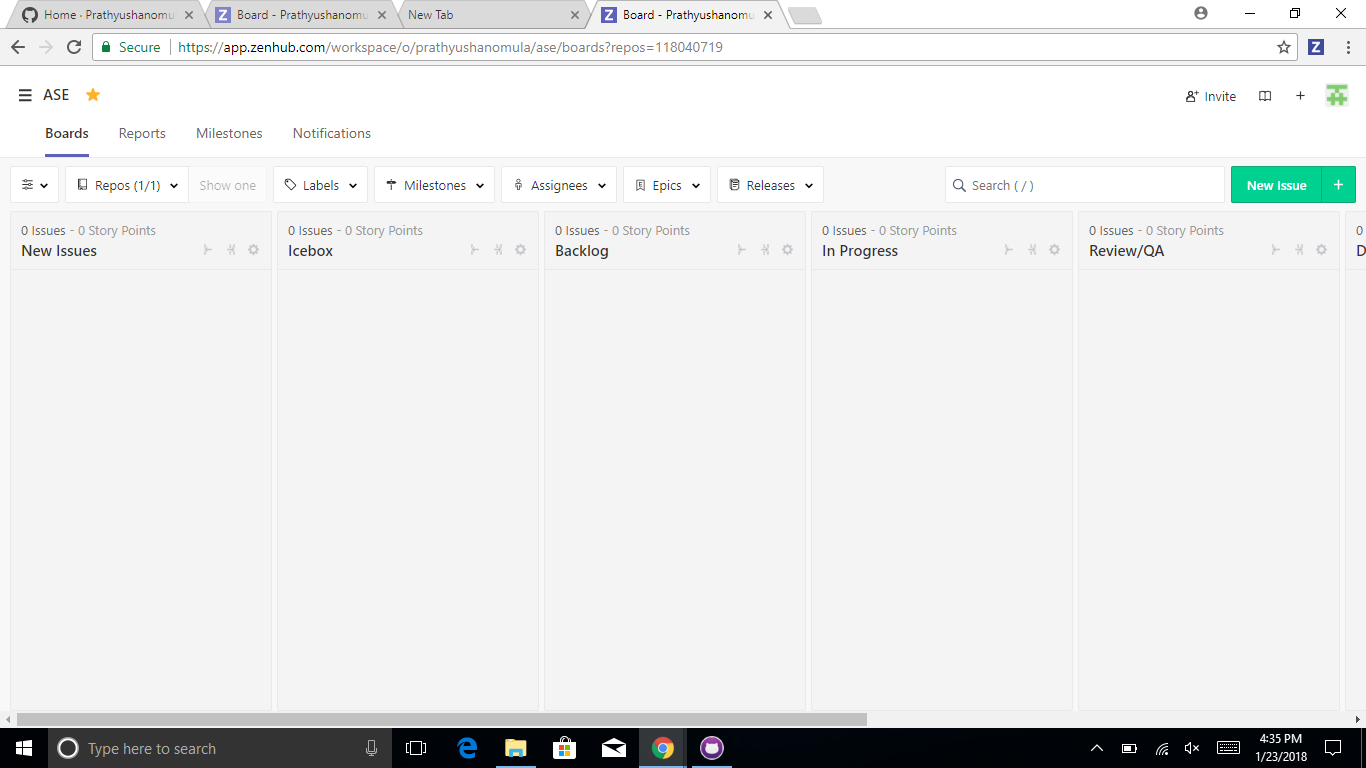 Home · Prathyushanomu
Board - Prathyushanomu
New Tab
Board - Prathyushanomu
Secure
https://app.zenhub.com/workspace/o/prathyushanomula/ase/boards?repos=118040719
Z
ASE
Invite
Boards
Reports
Milestones
Notifications
Repos (1/1)
Show one
Labels
Milestones
Assignees
Epics
Releases
Search ( / )
New Issue
+
0 Issues - 0 Story Points
New Issues
0 Issues - 0 Story Points
Icebox
0 Issues - 0 Story Points
Backlog
0 Issues - 0 Story Points
In Progress
0 Issues - 0 Story Points
Review/QA
0
D
Type here to search
4:35 PM
1/23/2018